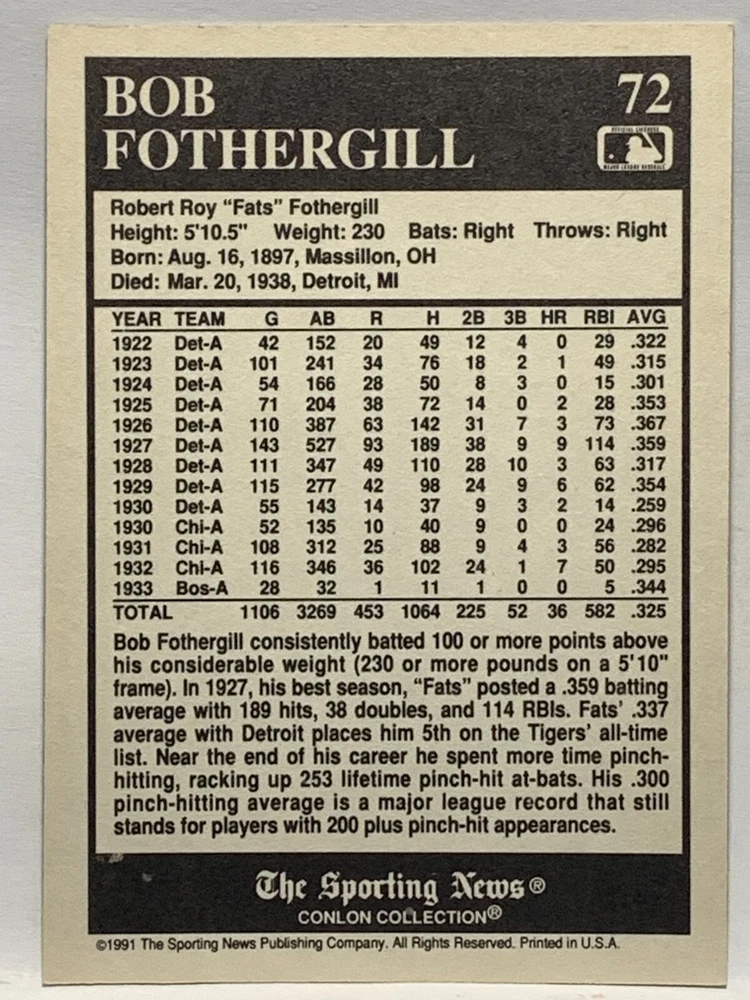 BOB
FOTHERGILL
72
OFFICIAL LICENSEE
MAJOR LEAGUE BASEBALL
Robert Roy “Fats” Fothergill
Height: 5'10.5" Weight: 230 Bats: Right Throws: Right
Born: Aug. 16, 1897, Massillon, OH
Died: Mar. 20, 1938, Detroit, MI
YEAR TEAM G AB R H 2B 3B HR RBI AVG
1922 Det-A 42 152 20 49 12 4 0 29 .322
1923 Det-A 101 241 34 76 18 2 1 49 .315
1924 Det-A 54 166 28 50 8 3 0 15 .301
1925 Det-A 71 204 38 72 14 0 2 28 .353
1926 Det-A 110 387 63 142 31 7 3 73 .367
1927 Det-A 143 527 93 189 38 9 9 114 .359
1928 Det-A 111 347 49 110 28 10 3 63 .317
1929 Det-A 115 277 42 98 24 9 6 62 .354
1930 Det-A 55 143 14 37 9 3 2 14 .259
1930 Chi-A 52 135 10 40 9 0 0 24 .296
1931 Chi-A 108 312 25 88 9 4 3 56 .282
1932 Chi-A 116 346 36 102 24 1 7 50 .295
1933 Bos-A 28 32 1 11 1 0 0 5 .344
TOTAL 1106 3269 453 1064 225 52 36 582 .325
Bob Fothergill consistently batted 100 or more points above
his considerable weight (230 or more pounds on a 5'10"
frame). In 1927, his best season, “Fats” posted a .359 batting
average with 189 hits, 38 doubles, and 114 RBIs. Fats’ .337
average with Detroit places him 5th on the Tigers’ all-time
list. Near the end of his career he spent more time pinch-
hitting, racking up 253 lifetime pinch-hit at-bats. His .300
pinch-hitting average is a major league record that still
stands for players with 200 plus pinch-hit appearances.
The Sporting News®
CONLON COLLECTION®
©1991 The Sporting News Publishing Company. All Rights Reserved. Printed in U.S.A.